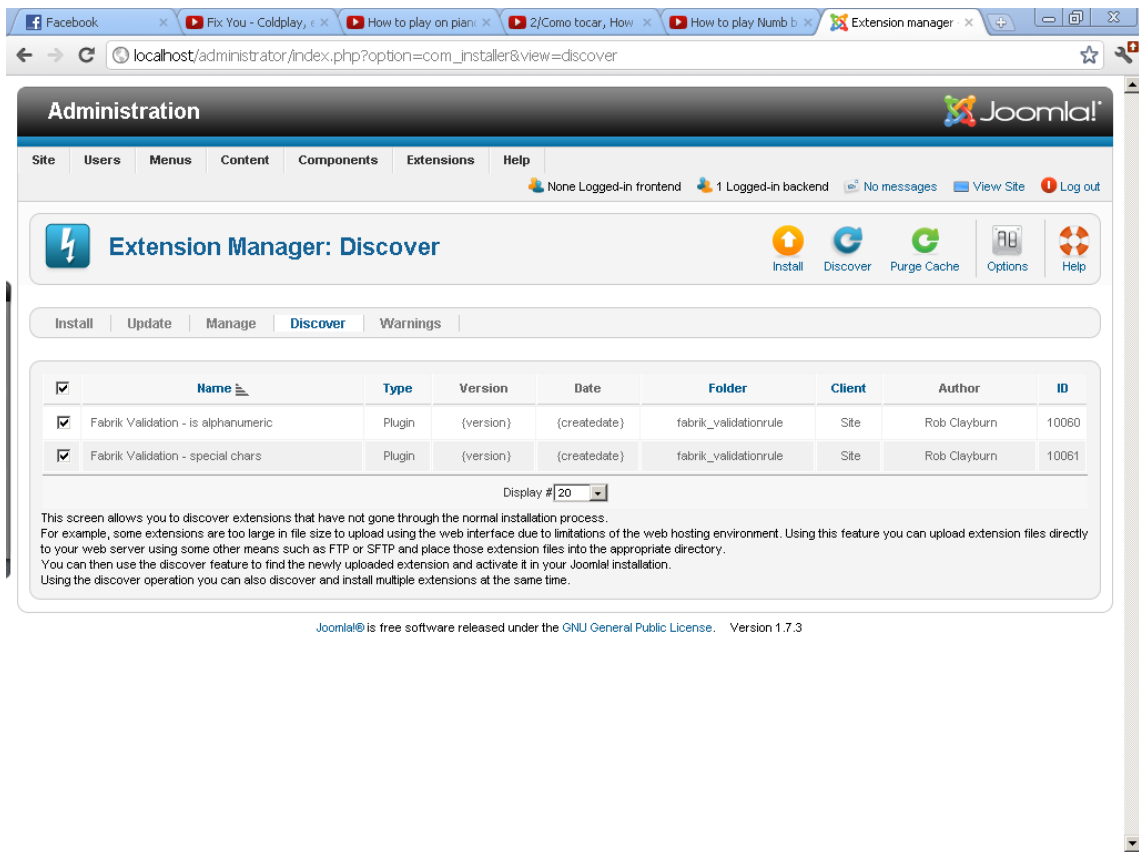 Facebook
Fix You - Coldplay, e
How to play on piano
2/Como tocar, How
How to play Numb b
Extension manager -
localhost/administrator/index.php?option=com_installer&view=discover
Administration
Joomla!
Site Users Menus Content Components Extensions Help
None Logged-in frontend 1 Logged-in backend No messages View Site Log out
Extension Manager: Discover
Install Discover Purge Cache Options Help
Install Update Manage Discover Warnings
Name Type Version Date Folder Client Author ID
Fabrik Validation - is alphanumeric Plugin {version} {createdate} fabrik_validationrule Site Rob Clayburn 10060
Fabrik Validation - special chars Plugin {version} {createdate} fabrik_validationrule Site Rob Clayburn 10061
Display # 20
This screen allows you to discover extensions that have not gone through the normal installation process.
For example, some extensions are too large in file size to upload using the web interface due to limitations of the web hosting environment. Using this feature you can upload extension files directly
to your web server using some other means such as FTP or SFTP and place those extension files into the appropriate directory.
You can then use the discover feature to find the newly uploaded extension and activate it in your Joomla! installation.
Using the discover operation you can also discover and install multiple extensions at the same time.
Joomla!® is free software released under the GNU General Public License. Version 1.7.3